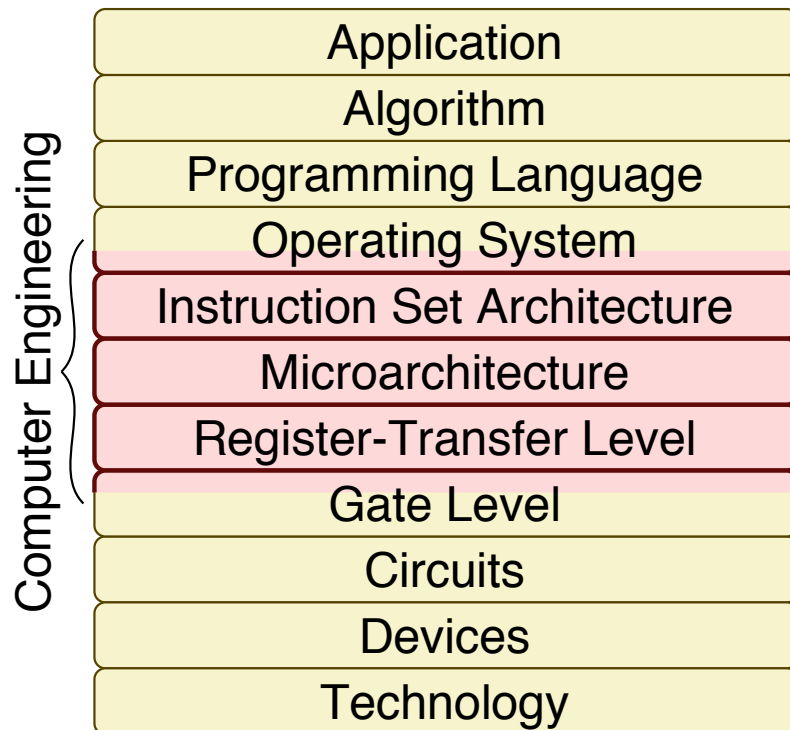 Computer Engineering
Application
Algorithm
Programming Language
Operating System
Instruction Set Architecture
Microarchitecture
Register-Transfer Level
Gate Level
Circuits
Devices
Technology